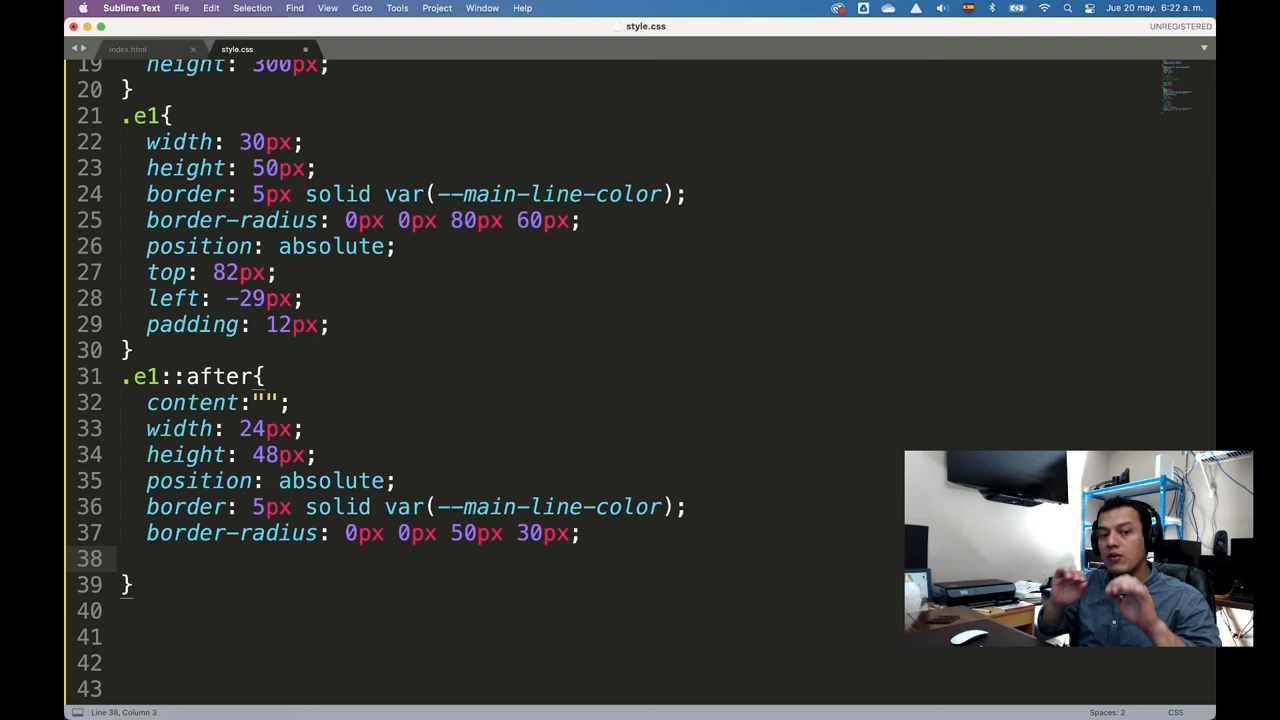 Sublime Text File Edit Selection Find View Goto Tools Project Window Help Jue 20 may. 6:22 a. m.
style.css UNREGISTERED
index.html style.css
19 height: 300px;
20 }
21 .e1{
22 width: 30px;
23 height: 50px;
24 border: 5px solid var(--main-line-color);
25 border-radius: 0px 0px 80px 60px;
26 position: absolute;
27 top: 82px;
28 left: -29px;
29 padding: 12px;
30 }
31 .e1::after{
32 content:"";
33 width: 24px;
34 height: 48px;
35 position: absolute;
36 border: 5px solid var(--main-line-color);
37 border-radius: 0px 0px 50px 30px;
38
39 }
40
41
42
43
Line 38, Column 3 Spaces: 2 CSS